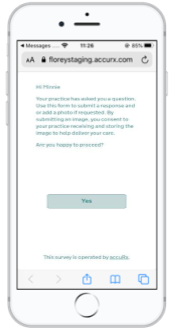 Messages
11:26
85%
AA floreystaging.accurx.com
Your practice has asked you a question.
Use this form to submit a response and
or add a photo if requested. By
submitting an image, you consent to
your practice receiving and storing the
image to help deliver your care.
Are you happy to proceed?
Yes
This survey is operated by accuRx.